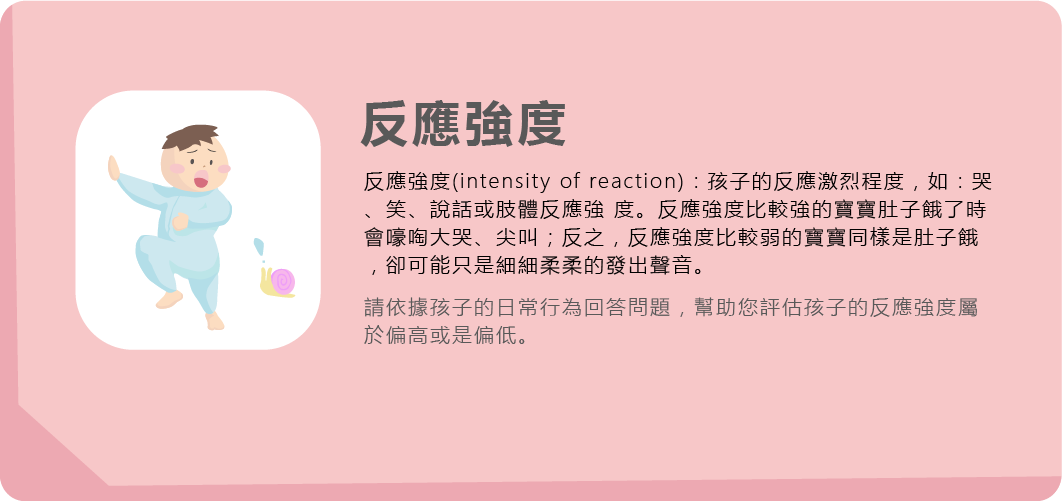 反應強度
反應強度(intensity of reaction)：孩子的反應激烈程度，如：哭
、笑、說話或肢體反應強 度。反應強度比較強的寶寶肚子餓了時
會嚎啕大哭、尖叫；反之，反應強度比較弱的寶寶同樣是肚子餓
，卻可能只是細細柔柔的發出聲音。
請依據孩子的日常行為回答問題，幫助您評估孩子的反應強度屬
於偏高或是偏低。